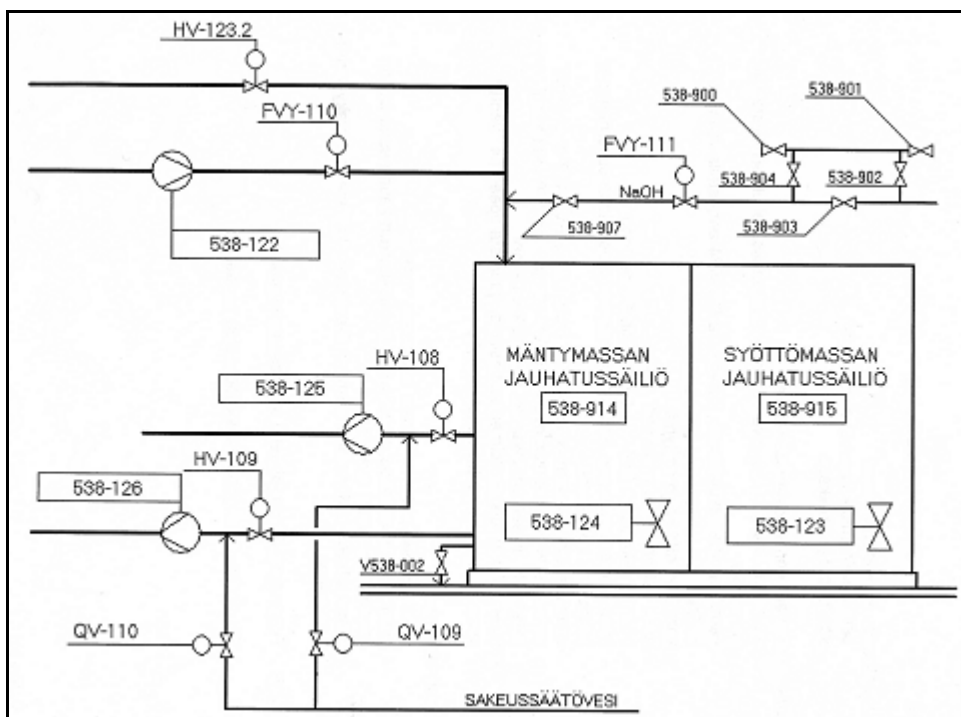 HV-123.2
FVY-110
538-900
538-901
FVY-111
538-904
538-902
NaOH
538-907
538-903
538-122
HV-108
MÄNTYMASSAN
JAUHATUSSÄILIÖ
538-914
SYÖTTÖMASSAN
JAUHATUSSÄILIÖ
538-915
538-125
HV-109
538-126
538-124
538-123
V538-002
QV-110
QV-109
SAKEUSSÄÄTÖVESI